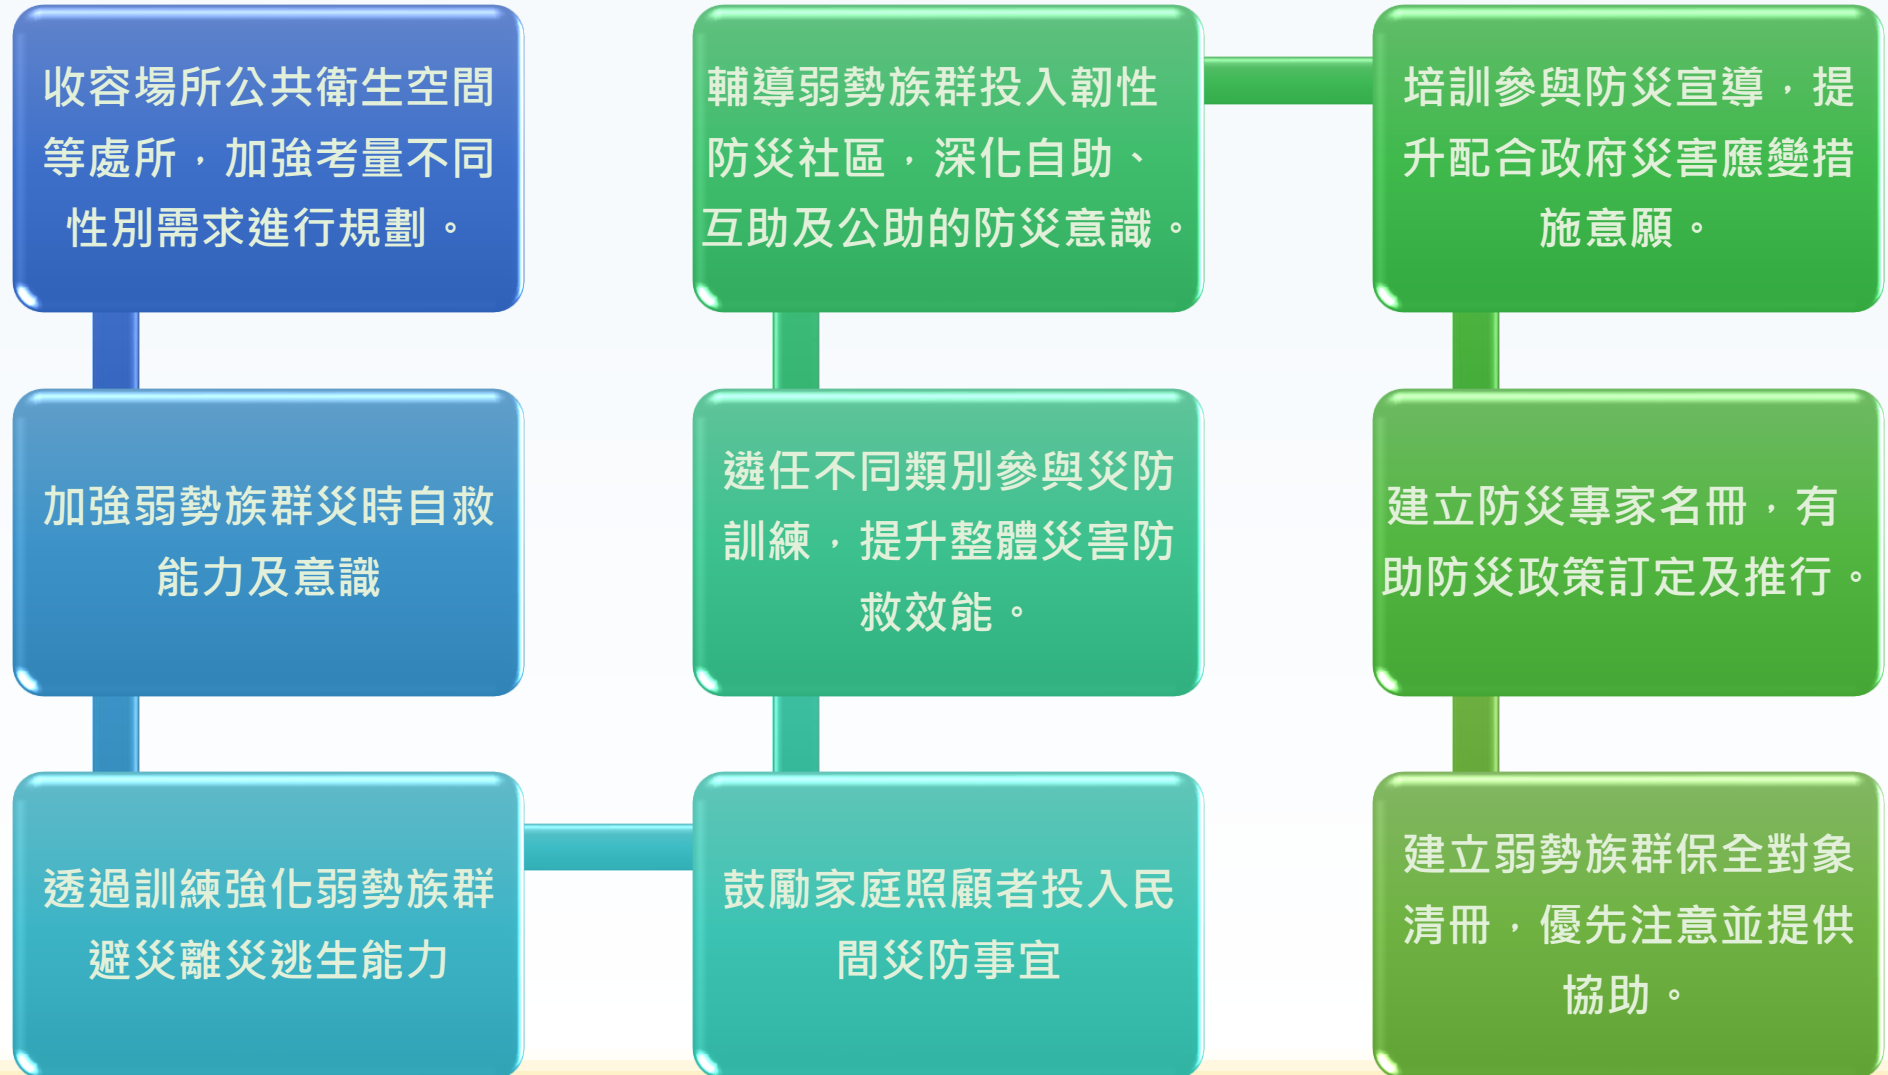 收容場所公共衛生空間
等處所，加強考量不同
性別需求進行規劃。
加強弱勢族群災時自救
能力及意識
透過訓練強化弱勢族群
避災離災逃生能力
鼓勵家庭照顧者投入民
間災防事宜
遴任不同類別參與災防
訓練，提升整體災害防
救效能。
輔導弱勢族群投入韌性
防災社區，深化自助、
互助及公助的防災意識。
培訓參與防災宣導，提
升配合政府災害應變措
施意願。
建立防災專家名冊，有
助防災政策訂定及推行。
建立弱勢族群保全對象
清冊，優先注意並提供
協助。